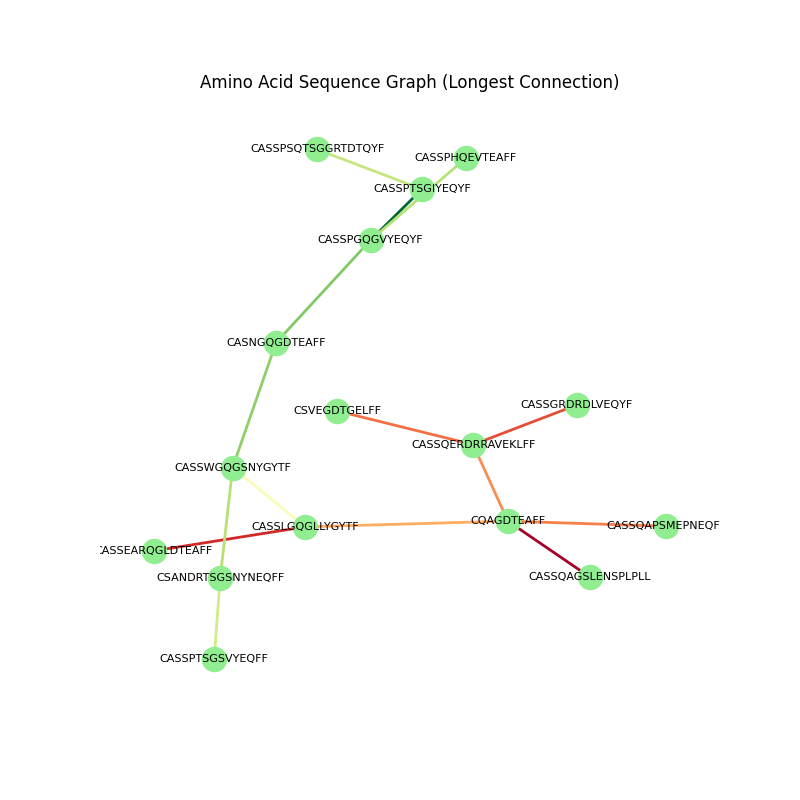 Amino Acid Sequence Graph (Longest Connection)
CASSPSQTSGGRTDTQYF
CASSPHQEVTEAFF
CASSPTSGIYEQYF
CASSPGQGVYEQYF
CASNGQGDTEAFF
CASSGRDRDLVEQYF
CSVEGDTGELFF
CASSQERDRRAVEKLFF
CASSWGQGSNYGYTF
CQAGDTEAFF
CASSQAPSMEPNEQF
CASSLGQGLLYGYTF
CASSEARQGLDTEAFF
CASSQAGSLENSPLPLL
CSANDRTSGSNYNEQFF
CASSPTSGSVYEQFF